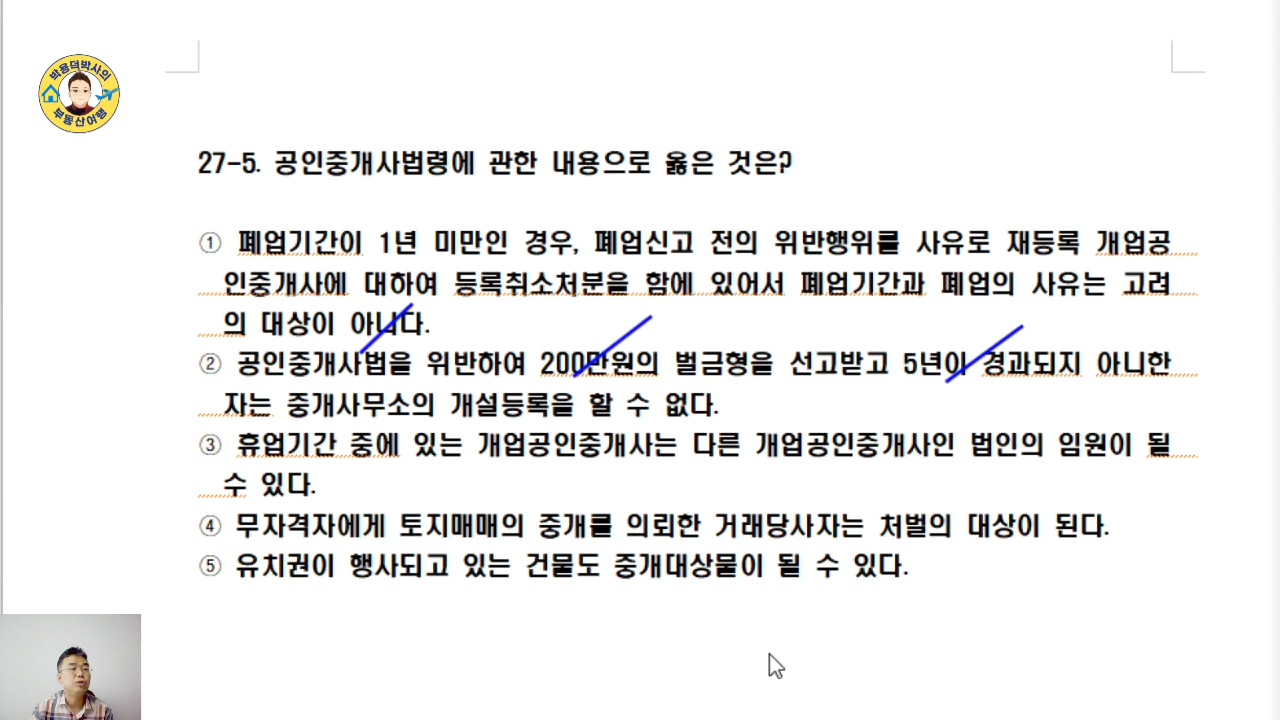 박용덕박사의
부동산여행
27-5. 공인중개사법령에 관한 내용으로 옳은 것은?
① 폐업기간이 1년 미만인 경우, 폐업신고 전의 위반행위를 사유로 재등록 개업공
인중개사에 대하여 등록취소처분을 함에 있어서 폐업기간과 폐업의 사유는 고려
의 대상이 아니다.
② 공인중개사법을 위반하여 200만원의 벌금형을 선고받고 5년이 경과되지 아니한
자는 중개사무소의 개설등록을 할 수 없다.
③ 휴업기간 중에 있는 개업공인중개사는 다른 개업공인중개사인 법인의 임원이 될
수 있다.
④ 무자격자에게 토지매매의 중개를 의뢰한 거래당사자는 처벌의 대상이 된다.
⑤ 유치권이 행사되고 있는 건물도 중개대상물이 될 수 있다.